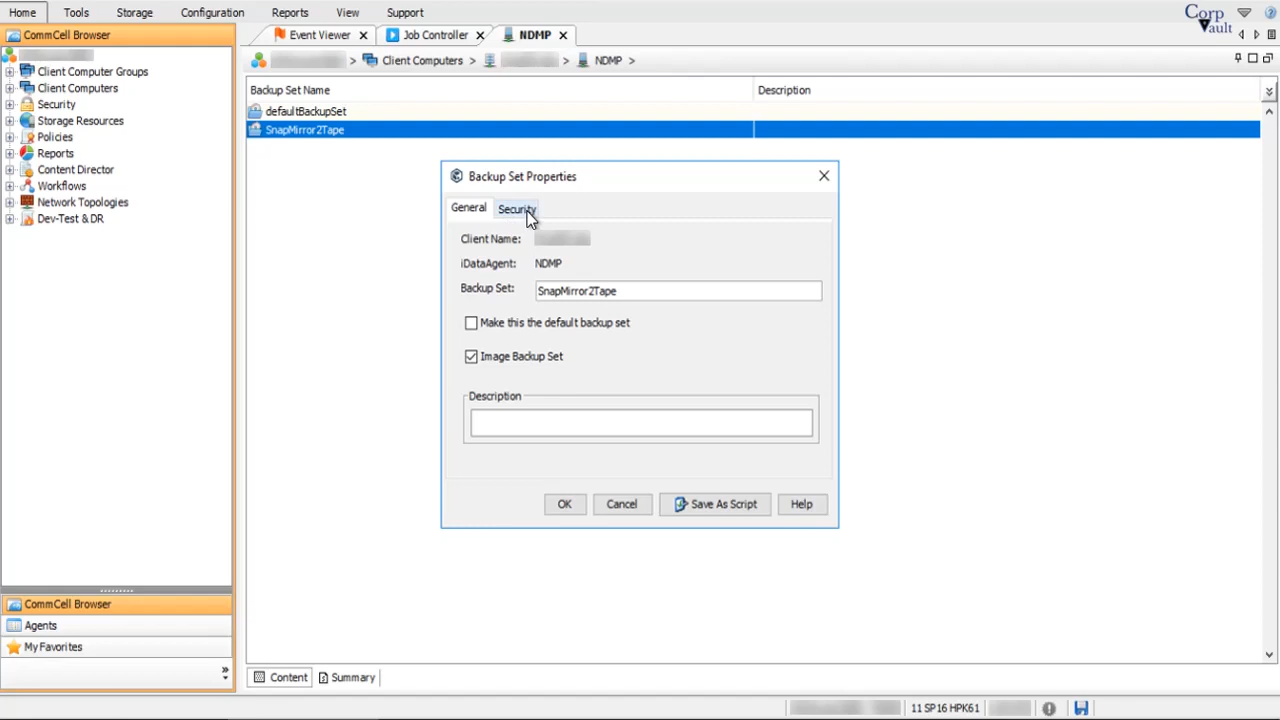 Home Tools Storage Configuration Reports View Support
Corp Vault
CommCell Browser
Event Viewer Job Controller NDMP
> Client Computers > > NDMP >
Client Computer Groups
Client Computers
Security
Storage Resources
Policies
Reports
Content Director
Workflows
Network Topologies
Dev-Test & DR
Backup Set Name Description
defaultBackupSet
SnapMirror2Tape
Backup Set Properties
General Security
Client Name:
iDataAgent: NDMP
Backup Set: SnapMirror2Tape
Make this the default backup set
Image Backup Set
Description
OK Cancel Save As Script Help
CommCell Browser
Agents
My Favorites
Content Summary
11 SP16 HPK61